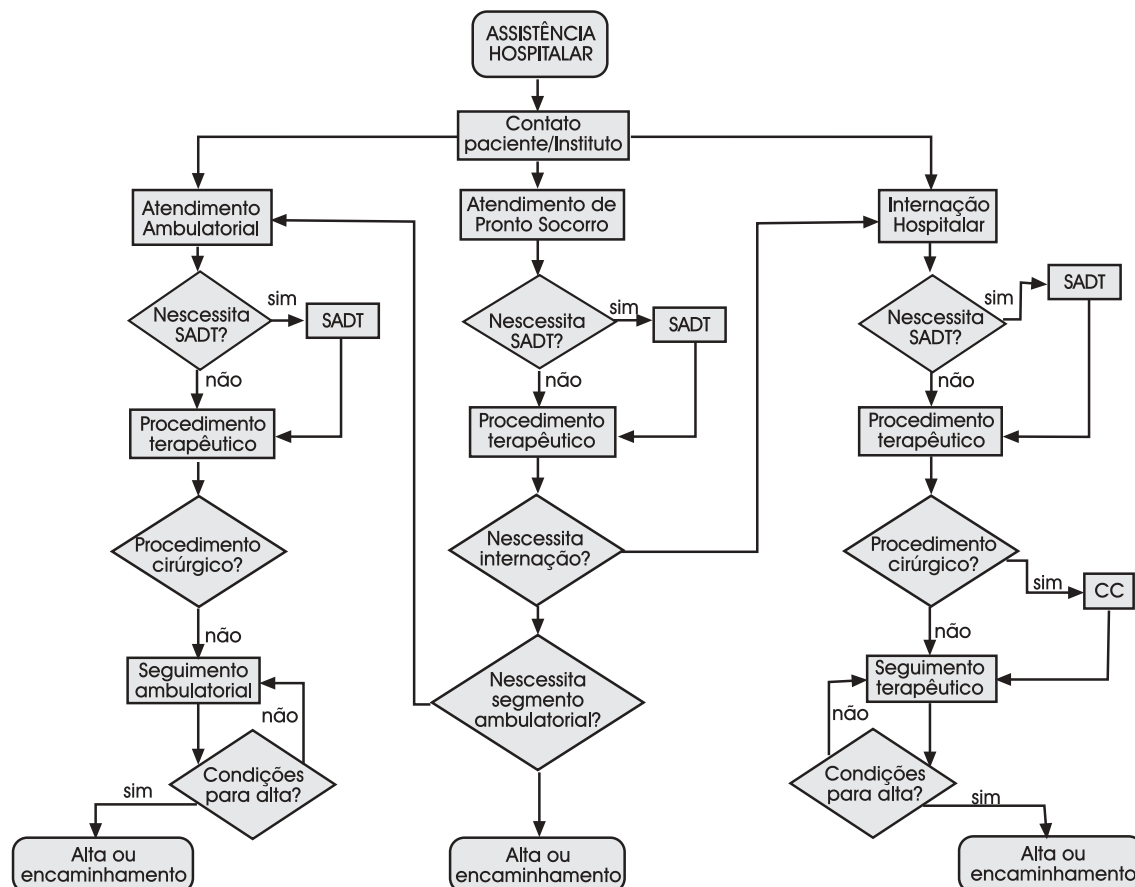 ASSISTÊNCIA
HOSPITALAR
Contato
paciente/Instituto
Atendimento
Ambulatorial
Atendimento de
Pronto Socorro
Internação
Hospitalar
Nescessita
SADT?
sim
SADT
não
Nescessita
SADT?
sim
SADT
não
Nescessita
SADT?
sim
SADT
não
Procedimento
terapêutico
Procedimento
terapêutico
Procedimento
terapêutico
Procedimento
cirúrgico?
não
Nescessita
internação?
Procedimento
cirúrgico?
sim
CC
não
Seguimento
ambulatorial
não
Nescessita
segmento
ambulatorial?
Seguimento
terapêutico
não
Condições
para alta?
sim
Condições
para alta?
sim
Alta ou
encaminhamento
Alta ou
encaminhamento
Alta ou
encaminhamento